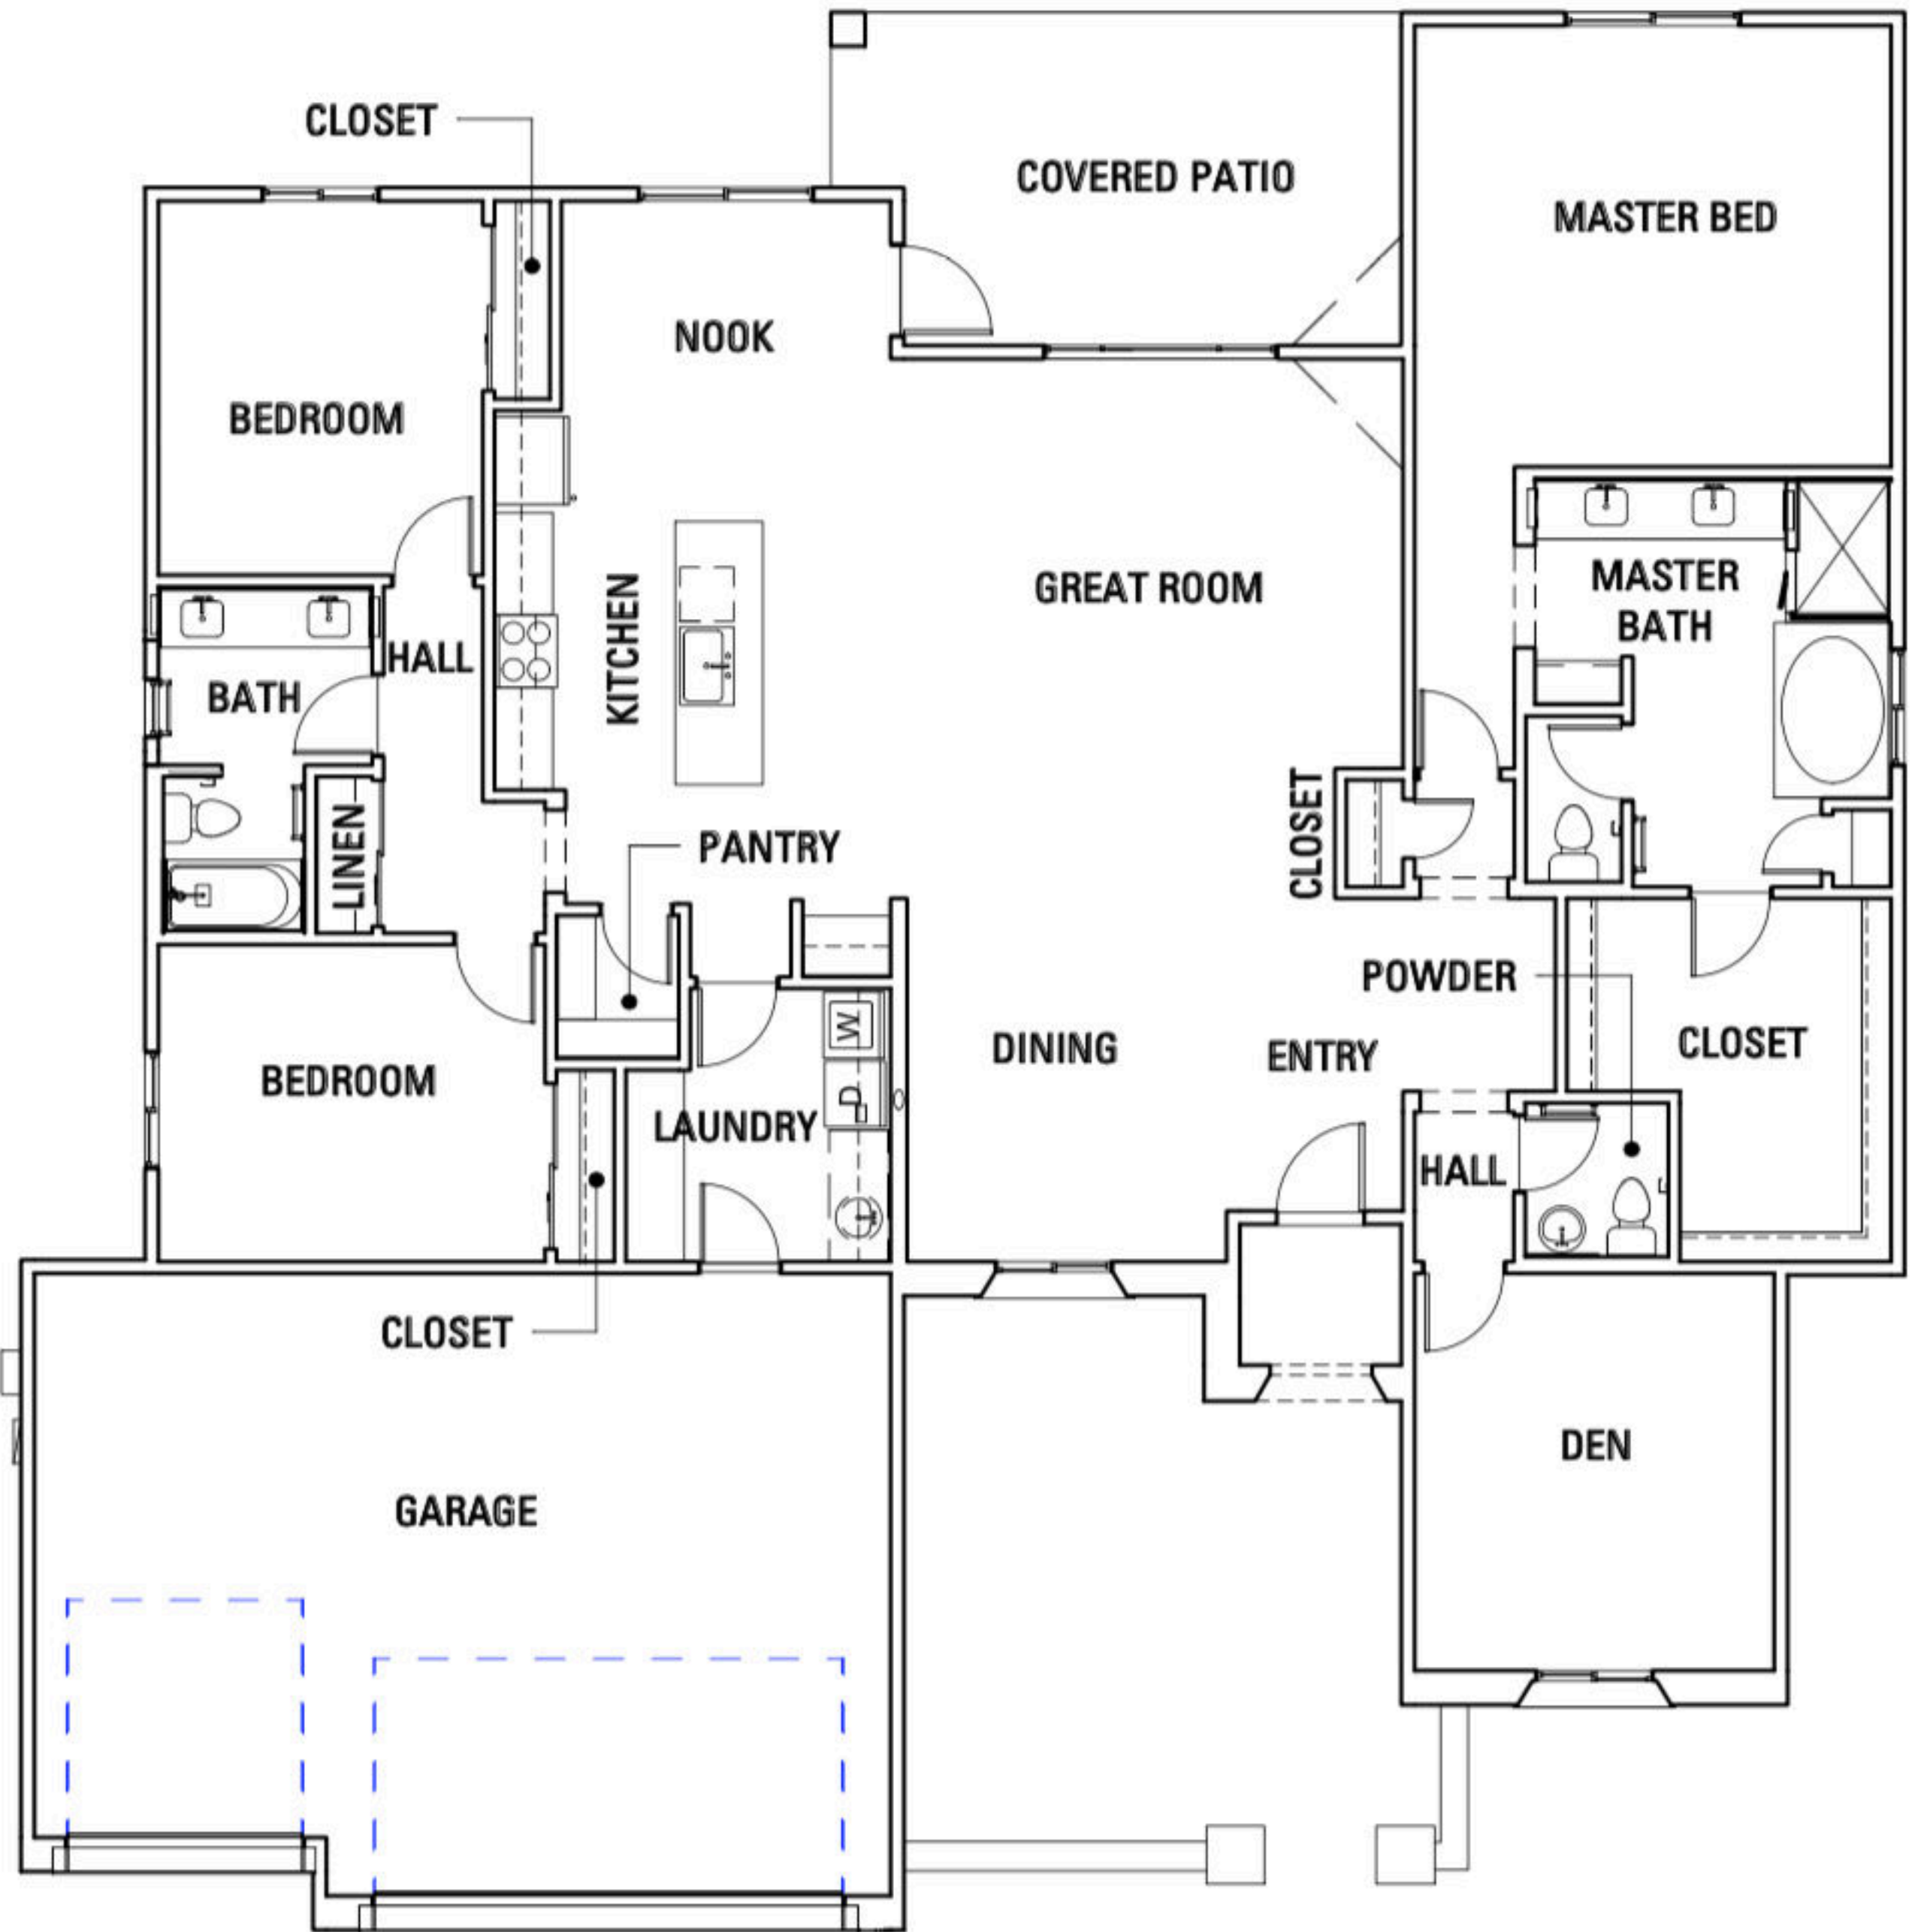 CLOSET
COVERED PATIO
MASTER BED
NOOK
BEDROOM
MASTER
BATH
GREAT ROOM
KITCHEN
HALL
BATH
LINEN
PANTRY
CLOSET
POWDER
W
DINING
ENTRY
CLOSET
BEDROOM
D
LAUNDRY
HALL
CLOSET
DEN
GARAGE